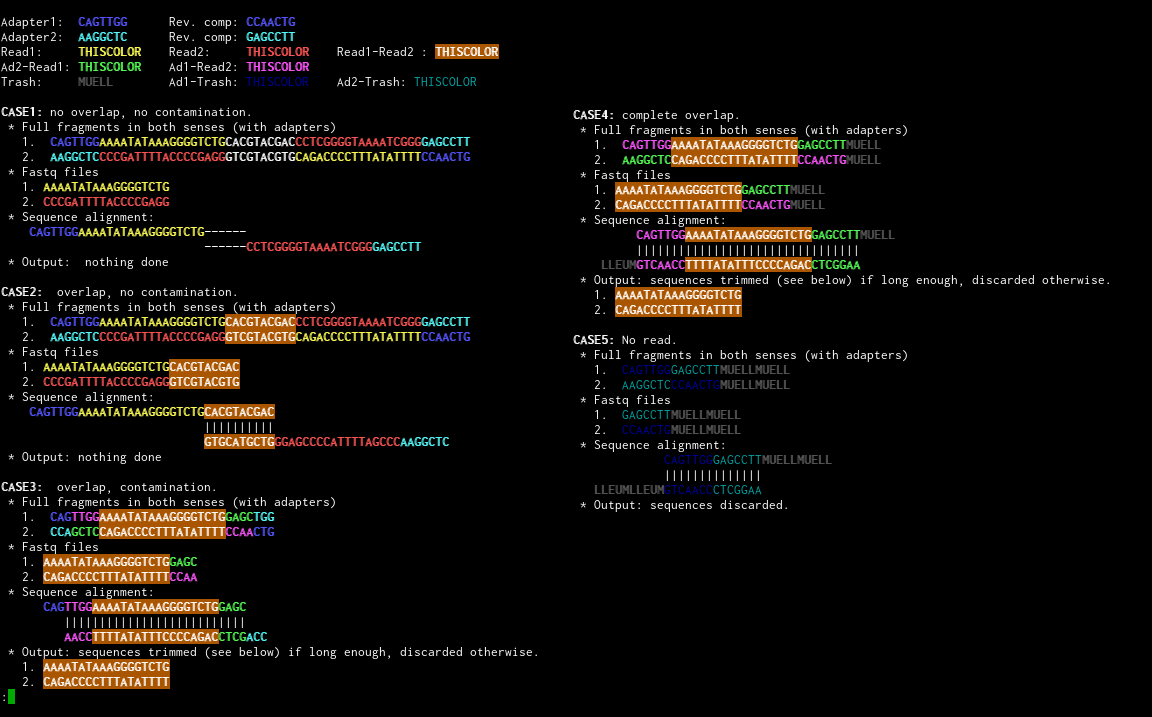 Adapter1: CAGTTGG Rev. comp: CCAACTG
Adapter2: AAGGCTC Rev. comp: GAGCCTT
Read1: THISCOLOR Read2: THISCOLOR Read1-Read2 : THISCOLOR
Ad2-Read1: THISCOLOR Ad1-Read2: THISCOLOR
Trash: MUELL Ad1-Trash: THISCOLOR Ad2-Trash: THISCOLOR
CASE1: no overlap, no contamination.
* Full fragments in both senses (with adapters)
1. CAGTTGGAAAATATAAAGGGGTCTGCACGTACGACCCTCGGGGTAAAATCGGGGAGCCTT
2. AAGGCTCCCCGATTTTACCCCGAGGGTCGTACGTGCAGACCCCTTTATATTTTCCAACTG
* Fastq files
1. AAAATATAAAGGGGTCTG
2. CCCGATTTTACCCCGAGG
* Sequence alignment:
CAGTTGGAAAATATAAAGGGGTCTG------
------CCTCGGGGTAAAATCGGGGAGCCTT
* Output: nothing done
CASE2: overlap, no contamination.
* Full fragments in both senses (with adapters)
1. CAGTTGGAAAATATAAAGGGGTCTGCACGTACGACCCTCGGGGTAAAATCGGGGAGCCTT
2. AAGGCTCCCCGATTTTACCCCGAGGGTCGTACGTGCAGACCCCTTTATATTTTCCAACTG
* Fastq files
1. AAAATATAAAGGGGTCTGCACGTACGAC
2. CCCGATTTTACCCCGAGGGTCGTACGTG
* Sequence alignment:
CAGTTGGAAAATATAAAGGGGTCTGCACGTACGAC
||||||||||
GTGCATGCTGGGAGCCCCATTTTAGCCCAAGGCTC
* Output: nothing done
CASE3: overlap, contamination.
* Full fragments in both senses (with adapters)
1. CAGTTGGAAAATATAAAGGGGTCTGGAGCTGG
2. CCAGCTCCAGACCCCTTTATATTTTCCAACTG
* Fastq files
1. AAAATATAAAGGGGTCTGGAGC
2. CAGACCCCTTTATATTTTCCAA
* Sequence alignment:
CAGTTGGAAAATATAAAGGGGTCTGGAGC
||||||||||||||||||||||||||
AACCTTTTATATTTCCCCAGACCTCGACC
* Output: sequences trimmed (see below) if long enough, discarded otherwise.
1. AAAATATAAAGGGGTCTG
2. CAGACCCCTTTATATTTT
:
CASE4: complete overlap.
* Full fragments in both senses (with adapters)
1. CAGTTGGAAAATATAAAGGGGTCTGGAGCCTTMUELL
2. AAGGCTCCAGACCCCTTTATATTTTCCAACTGMUELL
* Fastq files
1. AAAATATAAAGGGGTCTGGAGCCTTMUELL
2. CAGACCCCTTTATATTTTCCAACTGMUELL
* Sequence alignment:
CAGTTGGAAAATATAAAGGGGTCTGGAGCCTTMUELL
||||||||||||||||||||||||||||||||
LLEUMGTCAACCTTTTATATTTCCCCAGACCTCGGAA
* Output: sequences trimmed (see below) if long enough, discarded otherwise.
1. AAAATATAAAGGGGTCTG
2. CAGACCCCTTTATATTTT
CASE5: No read.
* Full fragments in both senses (with adapters)
1. CAGTTGGGAGCCTTMUELLMUELL
2. AAGGCTCCCAACTGMUELLMUELL
* Fastq files
1. GAGCCTTMUELLMUELL
2. CCAACTGMUELLMUELL
* Sequence alignment:
CAGTTGGGAGCCTTMUELLMUELL
||||||||||||||
LLEUMLLEUMGTCAACCCTCGGAA
* Output: sequences discarded.